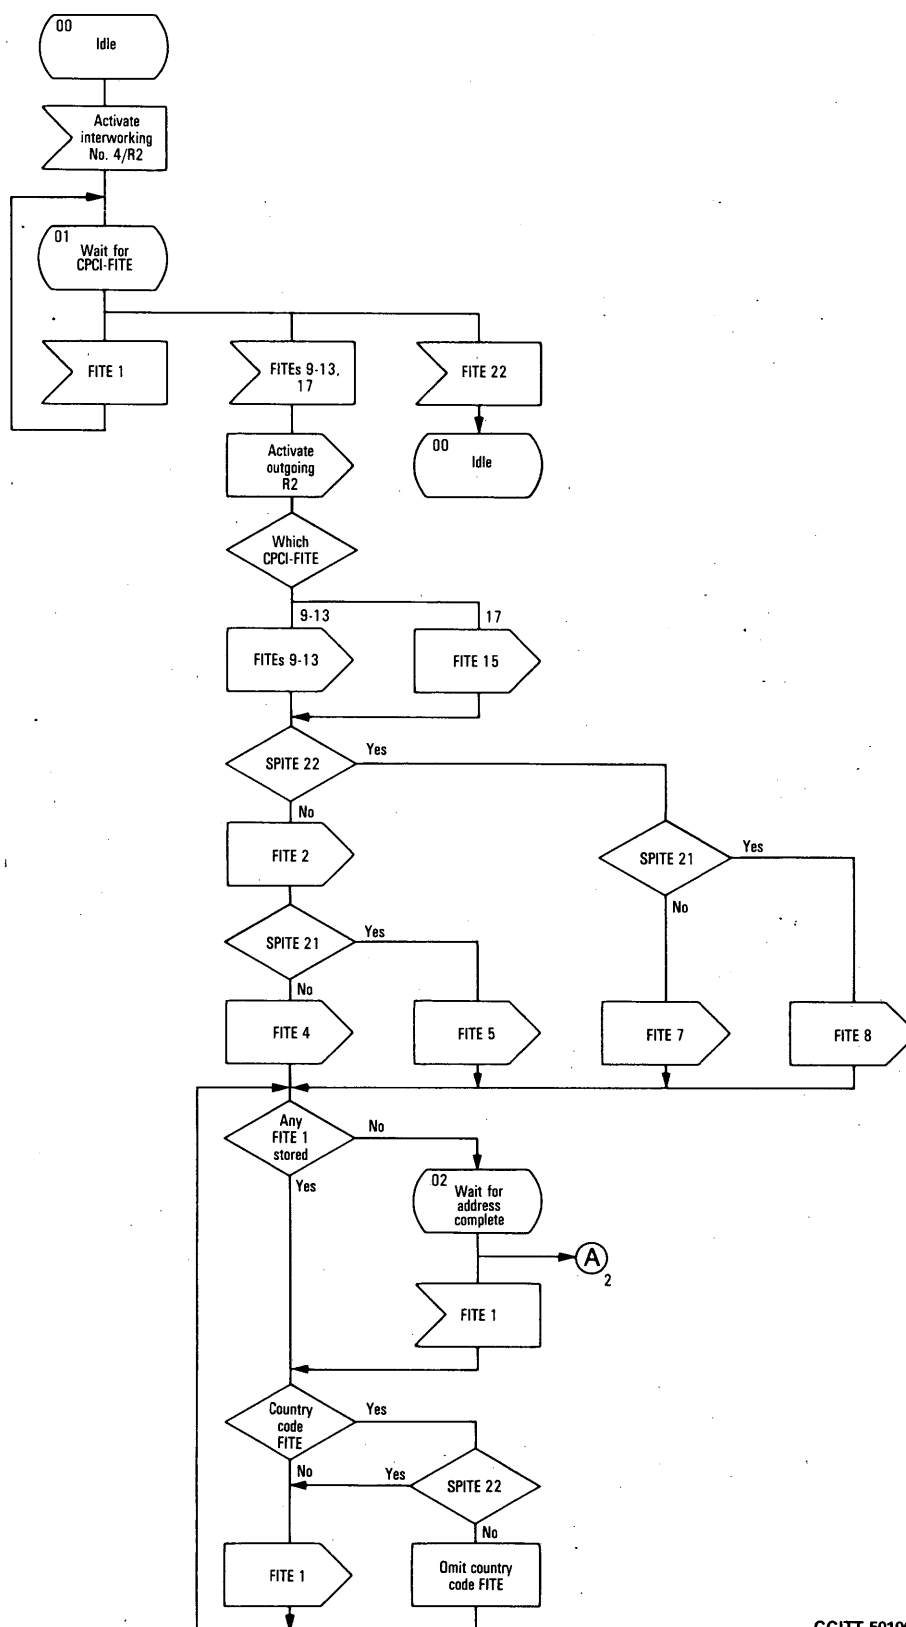 00
Idle
Activate
interworking
No. 4/R2
01
Wait for
CPCI-FITE
FITE 1
FITEs 9-13,
17
FITE 22
Activate
outgoing
R2
00
Idle
Which
CPCI-FITE
9-13
17
FITEs 9-13
FITE 15
SPITE 22
Yes
No
FITE 2
SPITE 21
Yes
No
SPITE 21
Yes
No
FITE 4
FITE 5
FITE 7
FITE 8
Any
FITE 1
stored
No
Yes
02
Wait for
address
complete
A
2
FITE 1
Country
code
FITE
Yes
No
Yes
SPITE 22
No
FITE 1
Omit country
code FITE